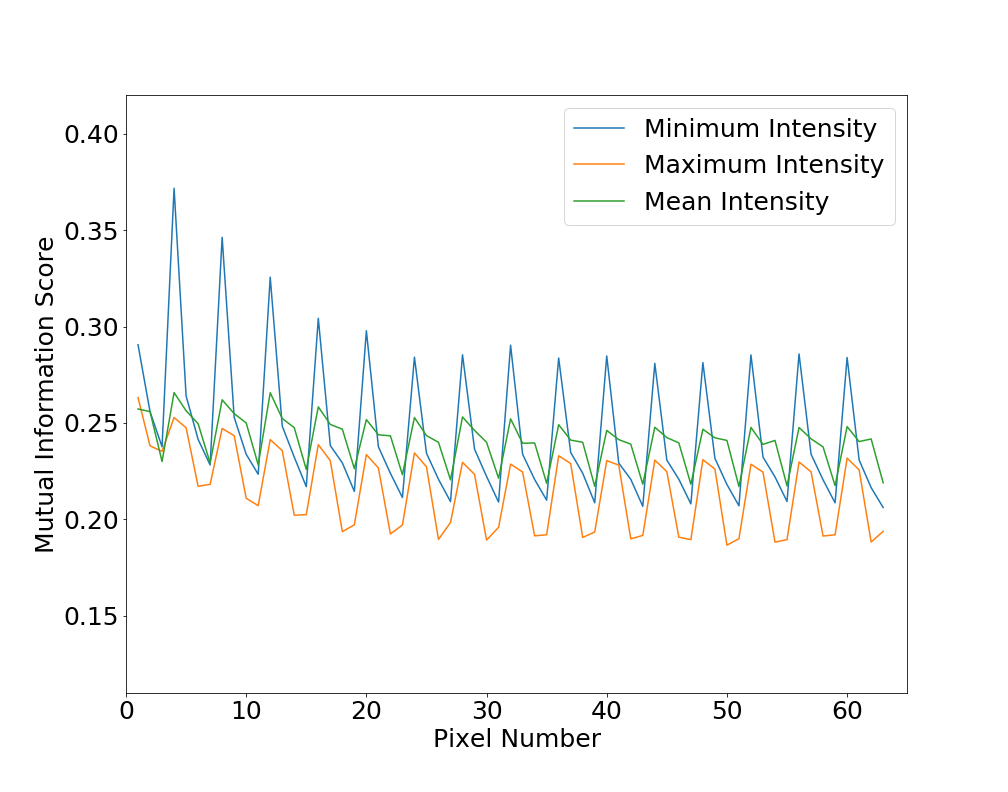 Minimum Intensity
Maximum Intensity
Mean Intensity
0.40
0.35
0.30
0.25
0.20
0.15
Mutual Information Score
0 10 20 30 40 50 60
Pixel Number